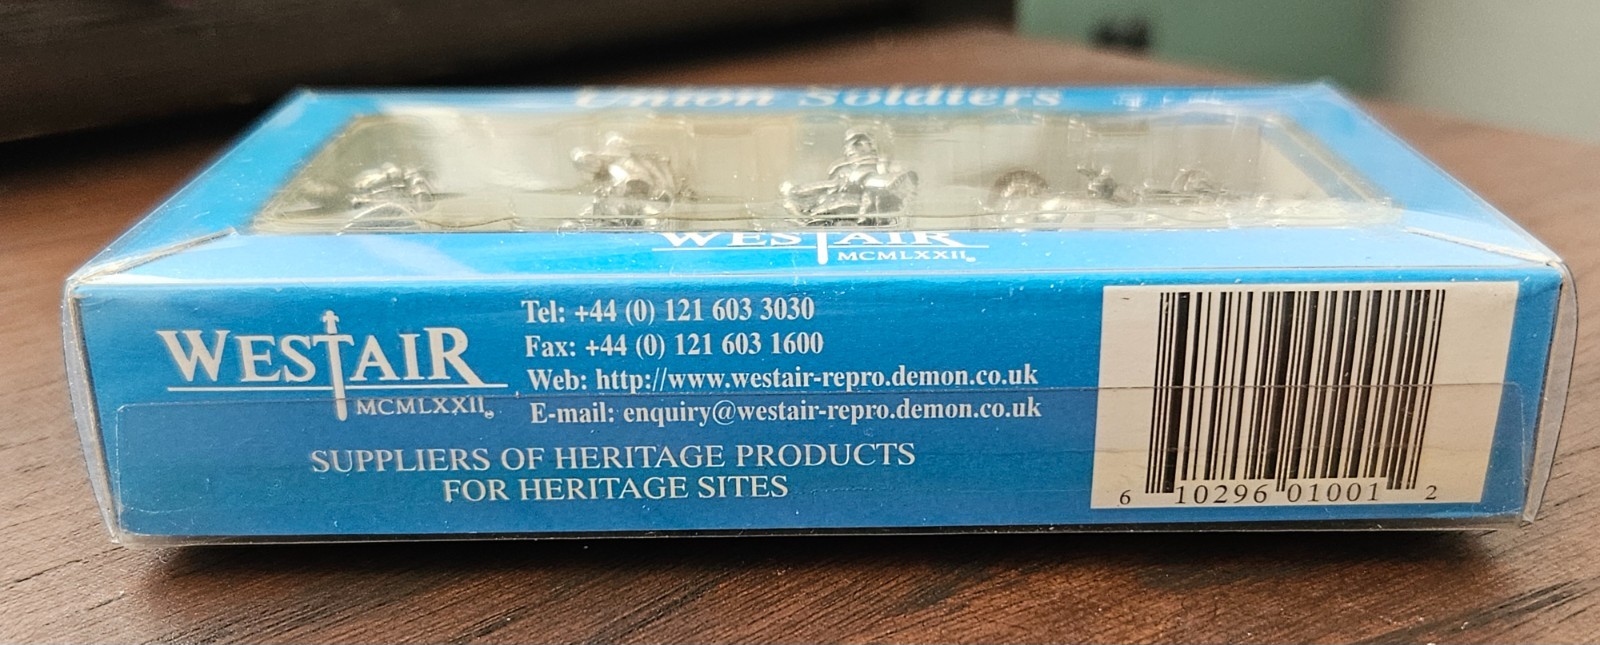 Union Soldiers
WESTAIR
MCMLXXII
WESTAIR
MCMLXXII
Tel: +44 (0) 121 603 3030
Fax: +44 (0) 121 603 1600
Web: http://www.westair-repro.demon.co.uk
E-mail: enquiry@westair-repro.demon.co.uk
SUPPLIERS OF HERITAGE PRODUCTS
FOR HERITAGE SITES
6 10296 01001 2